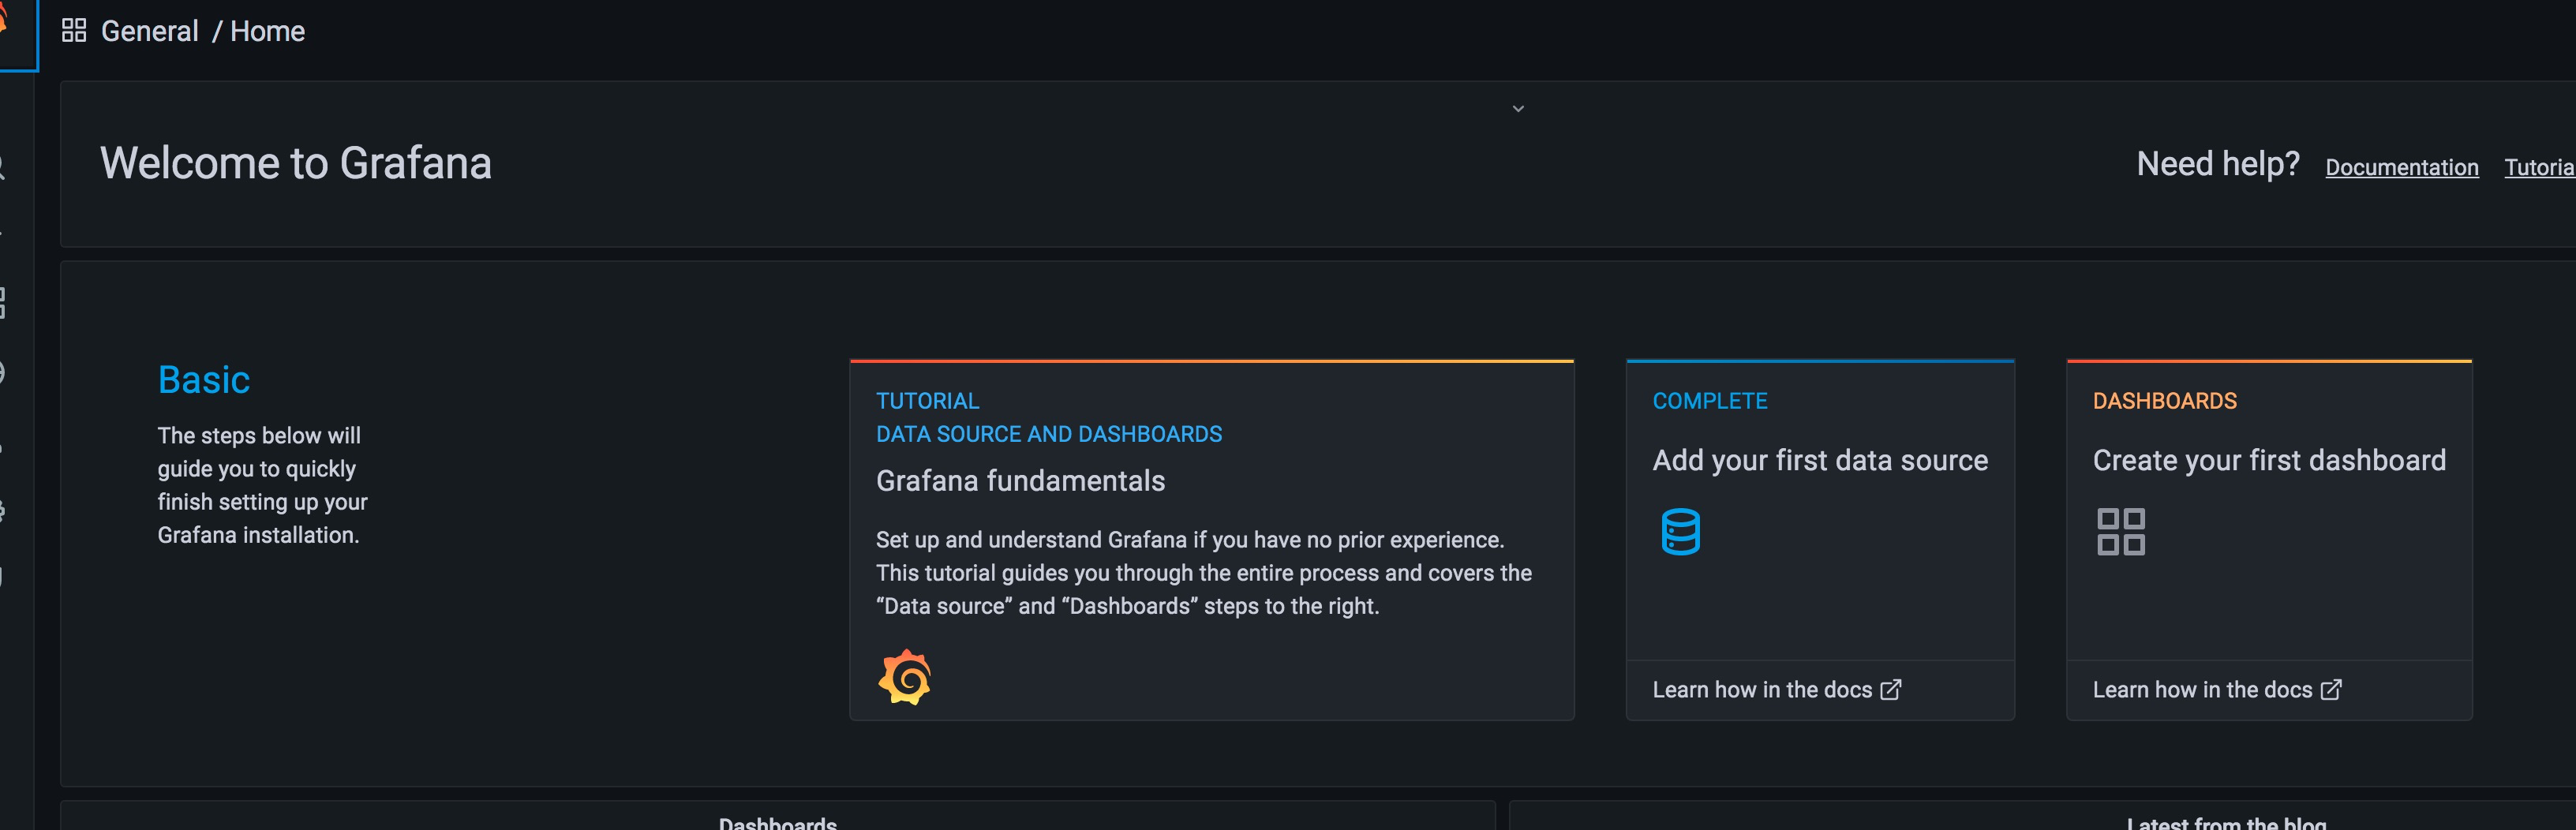 General / Home
Welcome to Grafana
Need help? Documentation
Basic
The steps below will
guide you to quickly
finish setting up your
Grafana installation.
TUTORIAL
DATA SOURCE AND DASHBOARDS
Grafana fundamentals
Set up and understand Grafana if you have no prior experience.
This tutorial guides you through the entire process and covers the
“Data source” and “Dashboards” steps to the right.
COMPLETE
Add your first data source
Learn how in the docs
DASHBOARDS
Create your first dashboard
Learn how in the docs
Dashboards
Latest from the blog